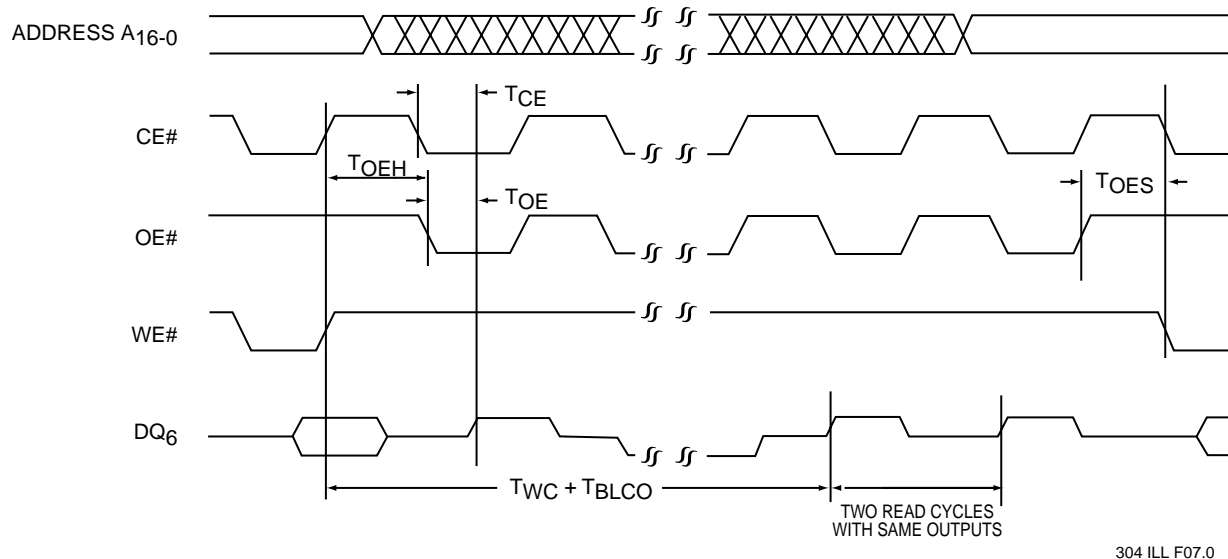 ADDRESS A16-0
TCE
CE#
TOEH
TOES
TOE
OE#
WE#
DQ6
TWC + TBLCO
TWO READ CYCLES
WITH SAME OUTPUTS
304 ILL F07.0